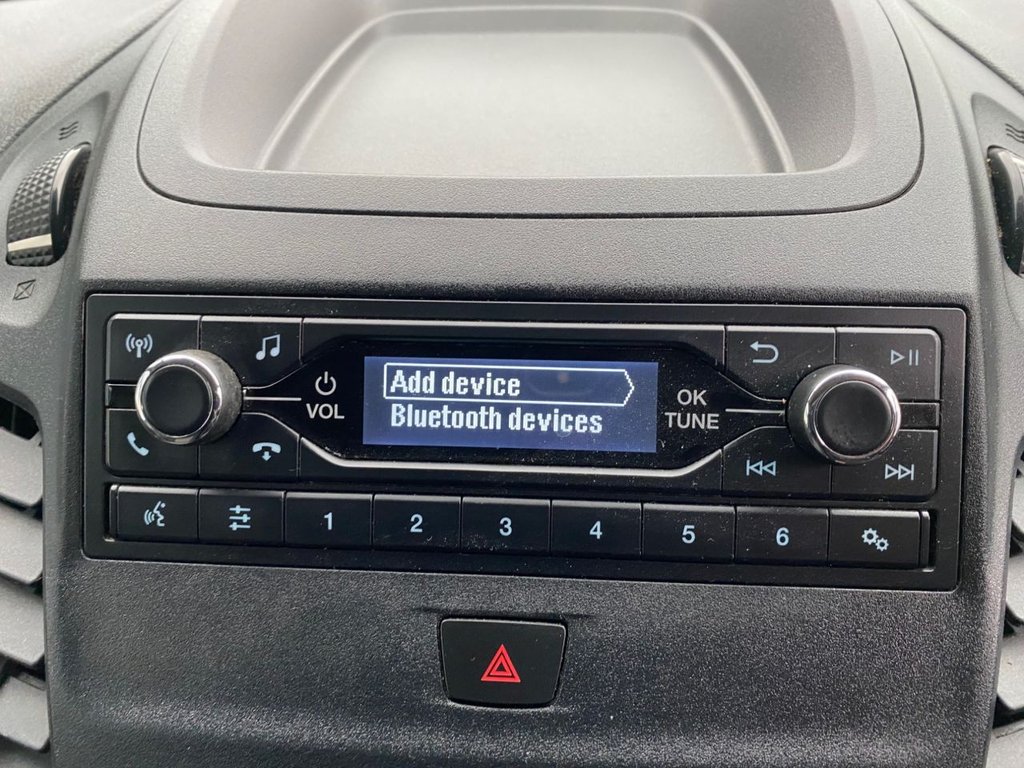 Add device
Bluetooth devices
VOL
OK
TUNE
1 2 3 4 5 6